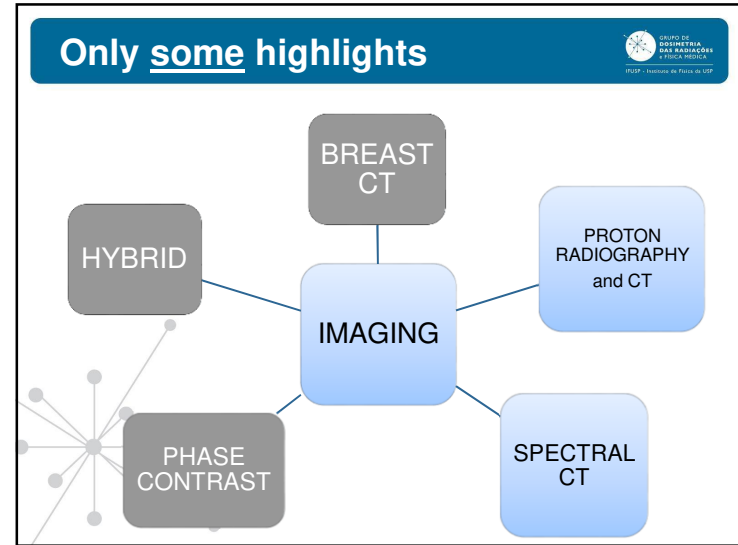 Only some highlights
GRUPO DE
DOSIMETRIA
DAS RADIAÇÕES
e FÍSICA MÉDICA
IFUSP - Instituto de Física da USP
BREAST
CT
HYBRID
PROTON
RADIOGRAPHY
and CT
IMAGING
PHASE
CONTRAST
SPECTRAL
CT